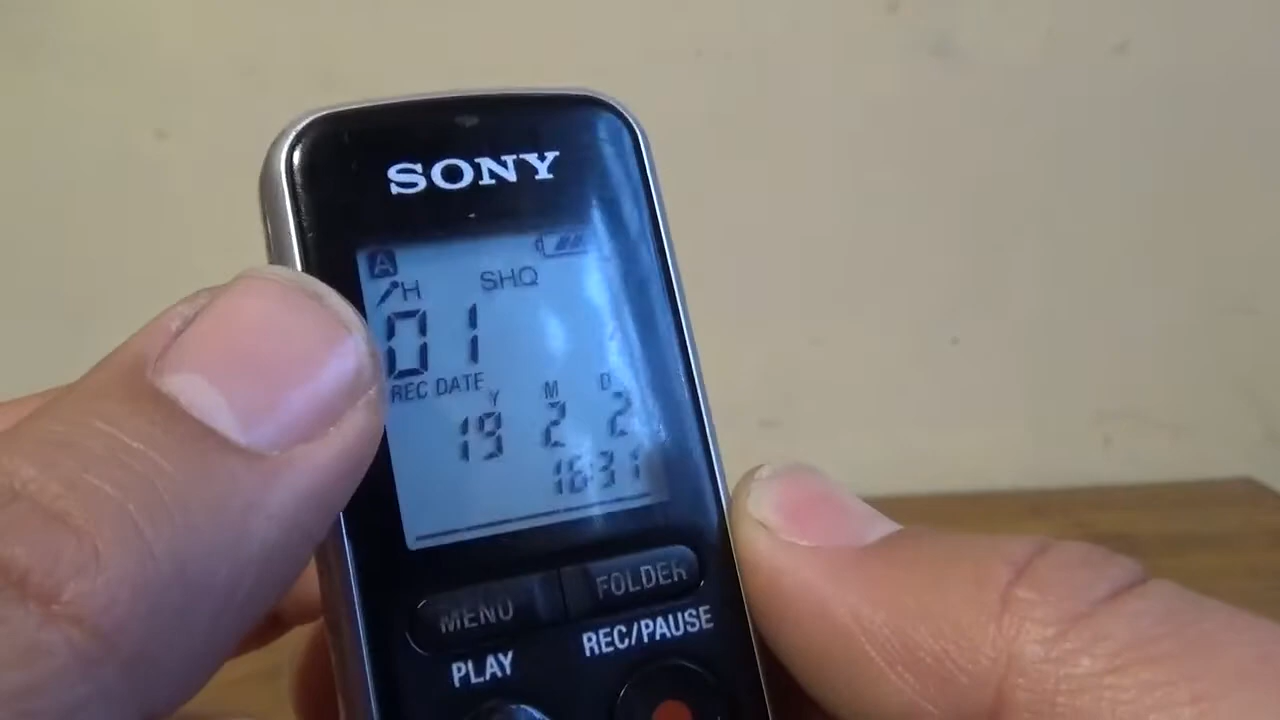 SONY
A
H SHQ
01
REC DATE
Y M D
19 2 2
16:31
MENU FOLDER
PLAY REC/PAUSE